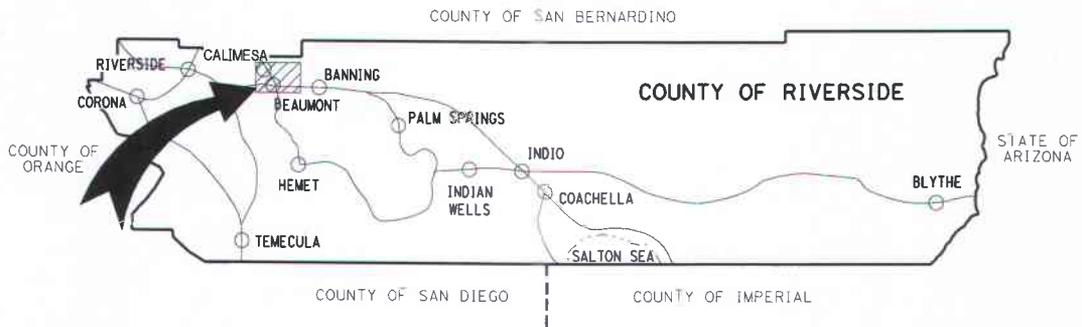 COUNTY OF SAN BERNARDINO
RIVERSIDE
CALIMESA
BANNING
CORONA
BEAUMONT
COUNTY OF RIVERSIDE
PALM SPRINGS
COUNTY OF
ORANGE
STATE OF
ARIZONA
INDIO
HEMET
INDIAN
WELLS
COACHELLA
BLYTHE
TEMECULA
SALTON SEA
COUNTY OF SAN DIEGO
COUNTY OF IMPERIAL